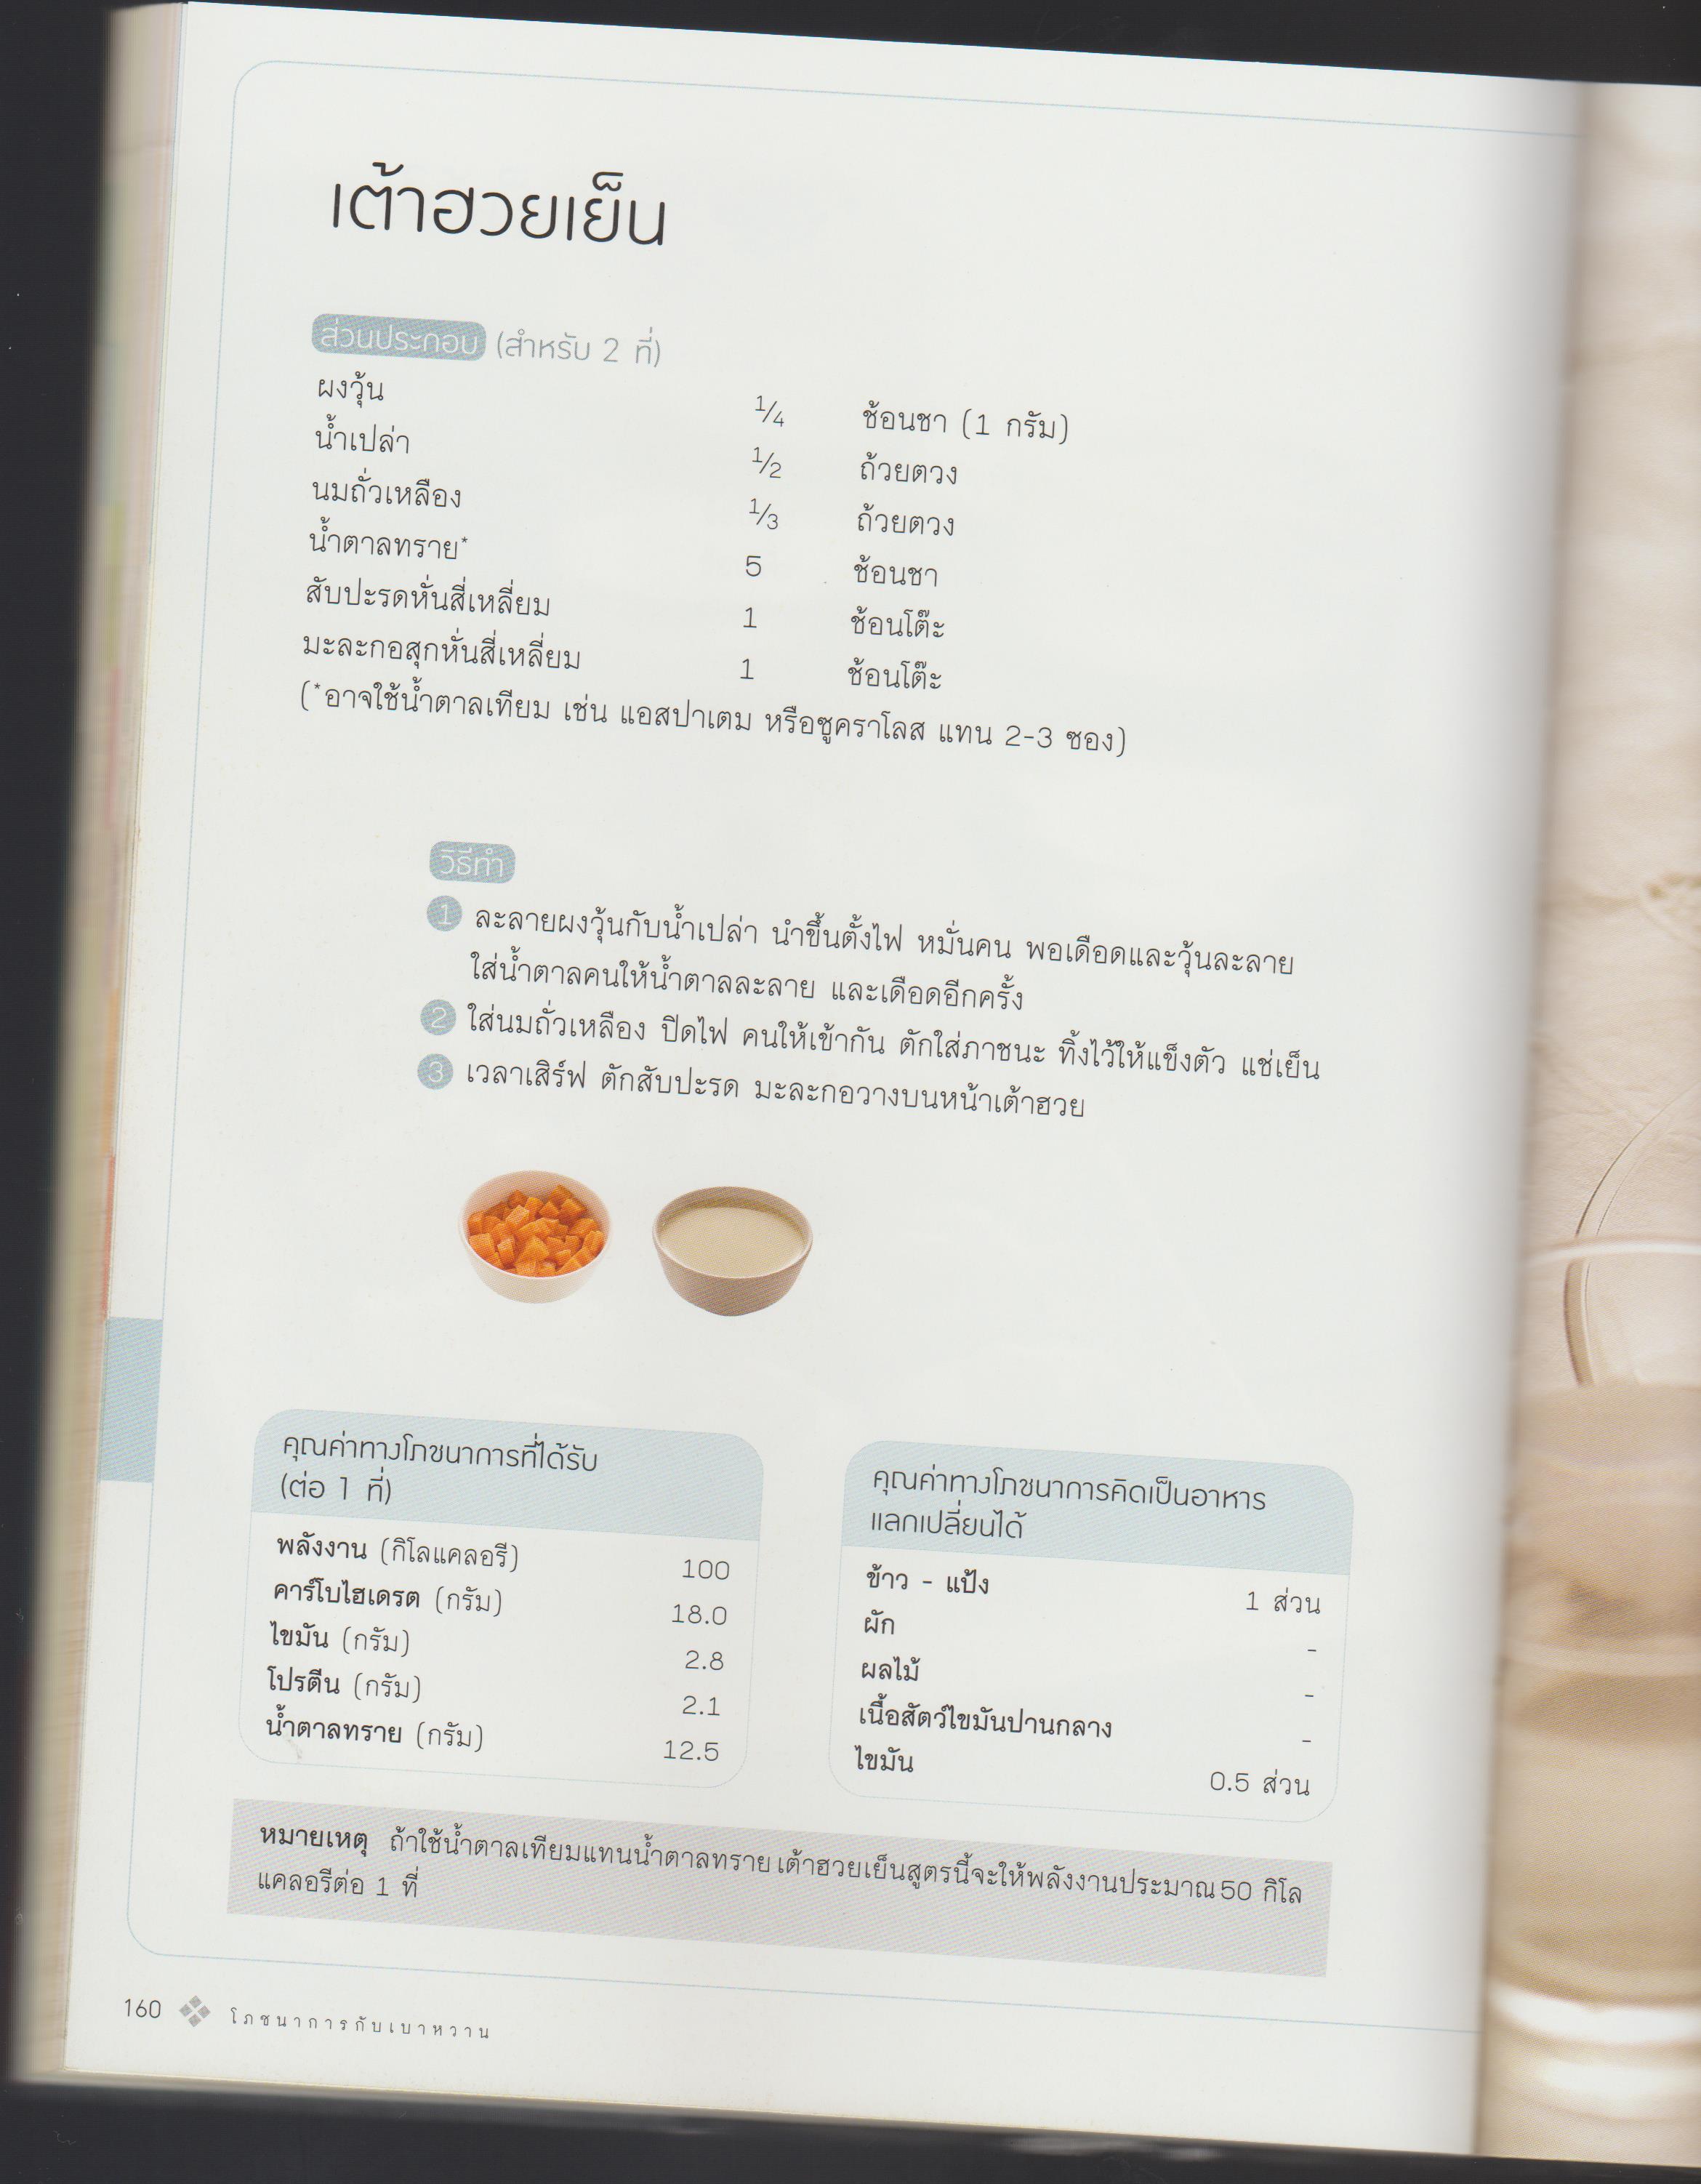 เต้าฮวยเย็น
ส่วนประกอบ (สำหรับ 2 ที่)
ผงวุ้น 1/4 ช้อนชา (1 กรัม)
น้ำเปล่า 1/2 ถ้วยตวง
นมถั่วเหลือง 1/3 ถ้วยตวง
น้ำตาลทราย* 5 ช้อนชา
สับปะรดหั่นสี่เหลี่ยม 1 ช้อนโต๊ะ
มะละกอสุกหั่นสี่เหลี่ยม 1 ช้อนโต๊ะ
(*อาจใช้น้ำตาลเทียม เช่น แอสปาเตม หรือซูคราโลส แทน 2-3 ซอง)
วิธีทำ
1 ละลายผงวุ้นกับน้ำเปล่า นำขึ้นตั้งไฟ หมั่นคน พอเดือดและวุ้นละลาย
ใส่น้ำตาลคนให้น้ำตาลละลาย และเดือดอีกครั้ง
2 ใส่นมถั่วเหลือง ปิดไฟ คนให้เข้ากัน ตักใส่ภาชนะ ทิ้งไว้ให้แข็งตัว แช่เย็น
3 เวลาเสิร์ฟ ตักสับปะรด มะละกอวางบนหน้าเต้าฮวย
คุณค่าทางโภชนาการที่ได้รับ
(ต่อ 1 ที่)
พลังงาน (กิโลแคลอรี) 100
คาร์โบไฮเดรต (กรัม) 18.0
ไขมัน (กรัม) 2.8
โปรตีน (กรัม) 2.1
น้ำตาลทราย (กรัม) 12.5
คุณค่าทางโภชนาการคิดเป็นอาหาร
แลกเปลี่ยนได้
ข้าว - แป้ง 1 ส่วน
ผัก -
ผลไม้ -
เนื้อสัตว์ไขมันปานกลาง -
ไขมัน 0.5 ส่วน
หมายเหตุ ถ้าใช้น้ำตาลเทียมแทนน้ำตาลทราย เต้าฮวยเย็นสูตรนี้จะให้พลังงานประมาณ 50 กิโล
แคลอรีต่อ 1 ที่
160 โภชนาการกับเบาหวาน